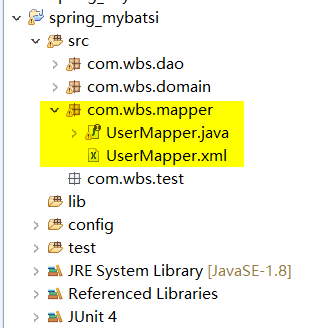 spring_mybatsi
src
com.wbs.dao
com.wbs.domain
com.wbs.mapper
UserMapper.java
UserMapper.xml
com.wbs.test
lib
config
test
JRE System Library [JavaSE-1.8]
Referenced Libraries
JUnit 4